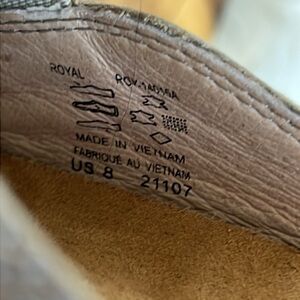 ROYAL
MADE IN VIETNAM
FABRIQUÉ AU VIETNAM
US 8 21107